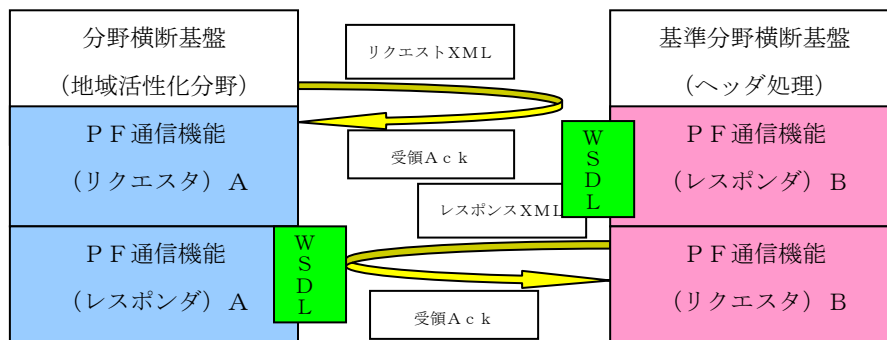 分野横断基盤
(地域活性化分野)
リクエストXML
基準分野横断基盤
(ヘッダ処理)
PF通信機能
(リクエスタ)A
受領Ack
WSDL
PF通信機能
(レスポンダ)B
レスポンスXML
PF通信機能
(レスポンダ)A
WSDL
受領Ack
PF通信機能
(リクエスタ)B